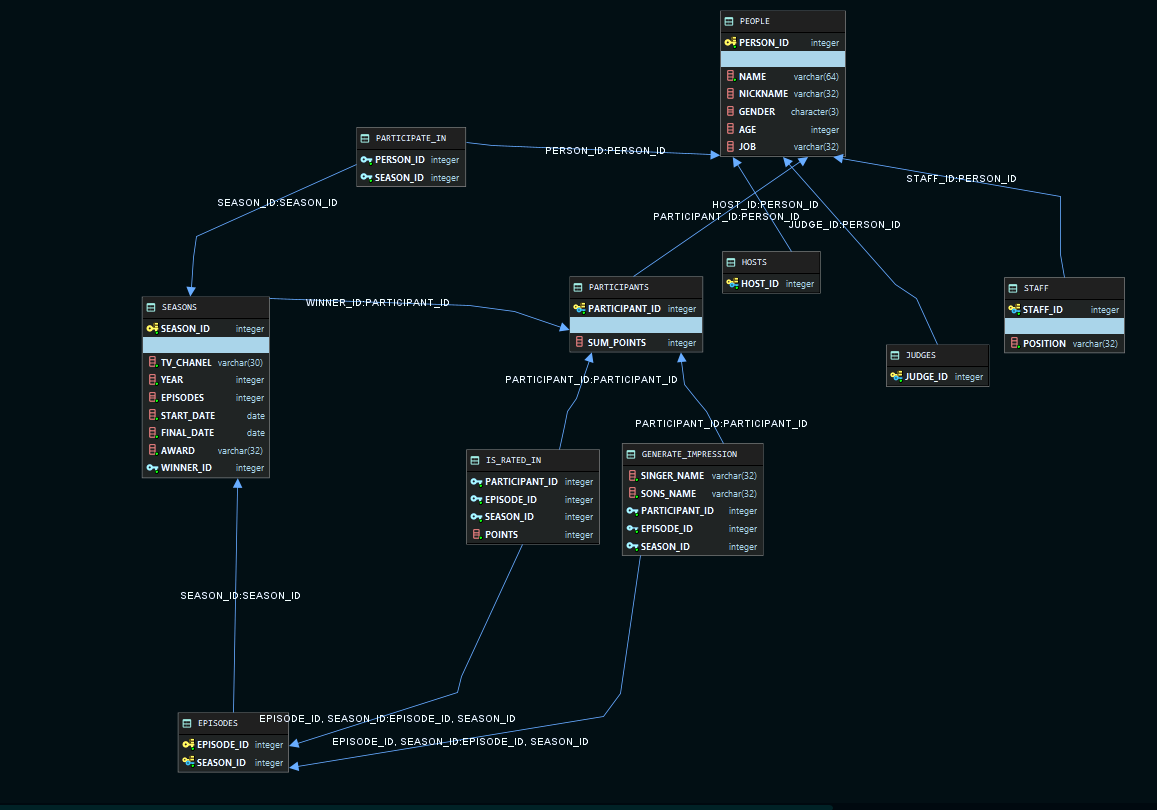 PEOPLE
PERSON_ID integer
NAME varchar(64)
NICKNAME varchar(32)
GENDER character(3)
AGE integer
JOB varchar(32)
PARTICIPATE_IN
PERSON_ID integer
SEASON_ID integer
PERSON_ID:PERSON_ID
STAFF_ID:PERSON_ID
SEASON_ID:SEASON_ID
HOST_ID:PERSON_ID
PARTICIPANT_ID:PERSON_ID
JUDGE_ID:PERSON_ID
HOSTS
HOST_ID integer
PARTICIPANTS
PARTICIPANT_ID integer
SUM_POINTS integer
STAFF
STAFF_ID integer
POSITION varchar(32)
SEASONS
SEASON_ID integer
TV_CHANEL varchar(30)
YEAR integer
EPISODES integer
START_DATE date
FINAL_DATE date
AWARD varchar(32)
WINNER_ID integer
WINNER_ID:PARTICIPANT_ID
JUDGES
JUDGE_ID integer
PARTICIPANT_ID:PARTICIPANT_ID
PARTICIPANT_ID:PARTICIPANT_ID
IS_RATED_IN
PARTICIPANT_ID integer
EPISODE_ID integer
SEASON_ID integer
POINTS integer
GENERATE_IMPRESSION
SINGER_NAME varchar(32)
SONS_NAME varchar(32)
PARTICIPANT_ID integer
EPISODE_ID integer
SEASON_ID integer
SEASON_ID:SEASON_ID
EPISODES
EPISODE_ID integer
SEASON_ID integer
EPISODE_ID, SEASON_ID:EPISODE_ID, SEASON_ID
EPISODE_ID, SEASON_ID:EPISODE_ID, SEASON_ID